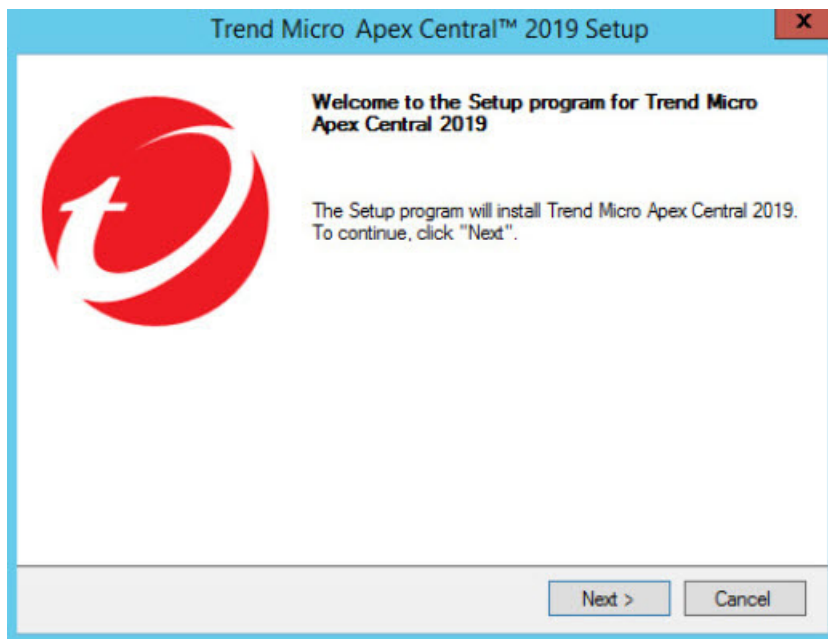 Trend Micro Apex Central™ 2019 Setup
x
Welcome to the Setup program for Trend Micro
Apex Central 2019
The Setup program will install Trend Micro Apex Central 2019.
To continue, click "Next".
Next >
Cancel